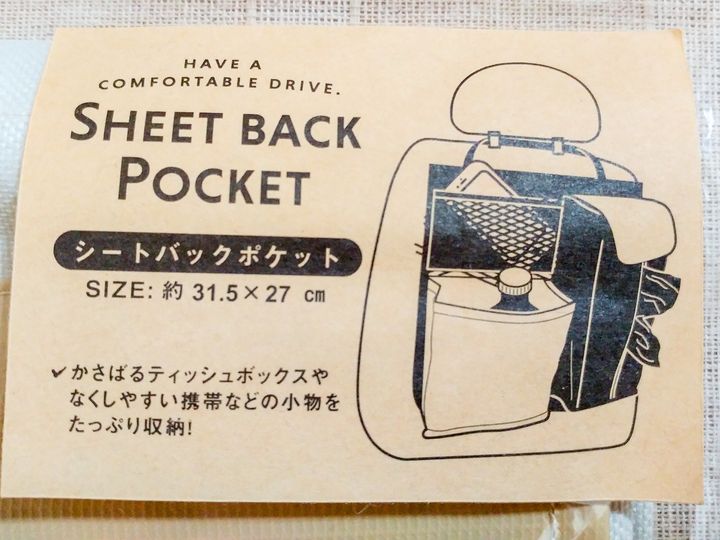 HAVE A
COMFORTABLE DRIVE.
SHEET BACK
POCKET
シートバックポケット
SIZE: 約 31.5×27 ㎝
✓かさばるティッシュボックスや
なくしやすい携帯などの小物を
たっぷり収納!